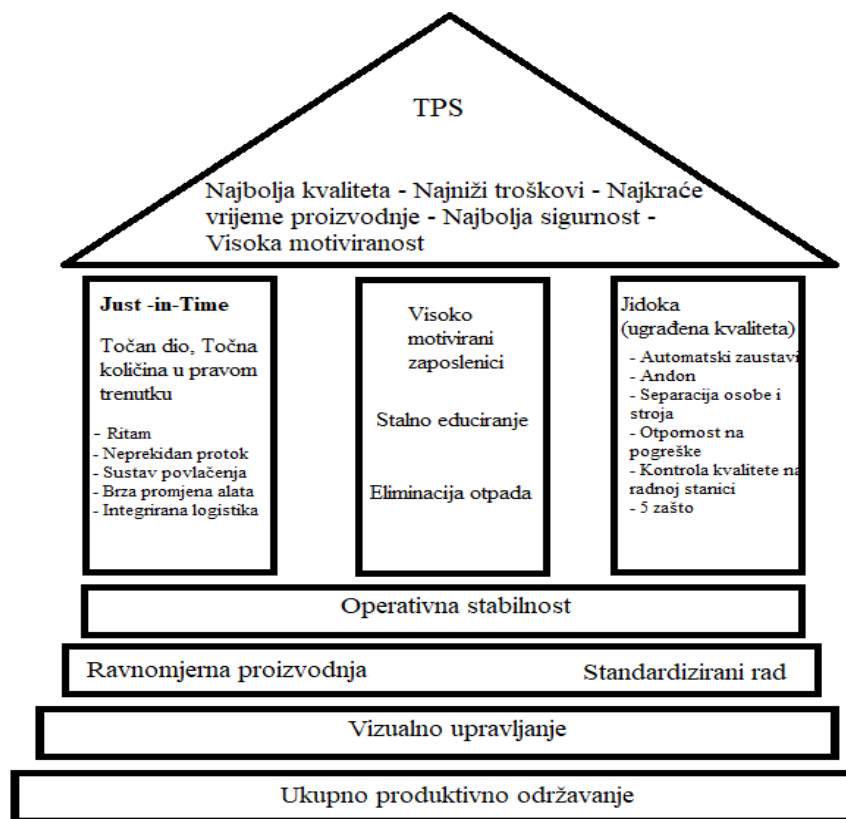 TPS
Najbolja kvaliteta - Najniži troškovi - Najkraće
vrijeme proizvodnje - Najbolja sigurnost -
Visoka motiviranost
Just -in-Time
Točan dio, Točna
količina u pravom
trenutku
- Ritam
- Neprekidan protok
- Sustav povlačenja
- Brza promjena alata
- Integrirana logistika
Visoko
motivirani
zaposlenici
Stalno educiranje
Eliminacija otpada
Jidoka
(ugrađena kvaliteta)
- Automatski zaustavi
- Andon
- Separacija osobe i
stroja
- Otpornost na
pogreške
- Kontrola kvalitete na
radnoj stanici
- 5 zašto
Operativna stabilnost
Ravnomjerna proizvodnja
Standardizirani rad
Vizualno upravljanje
Ukupno produktivno održavanje